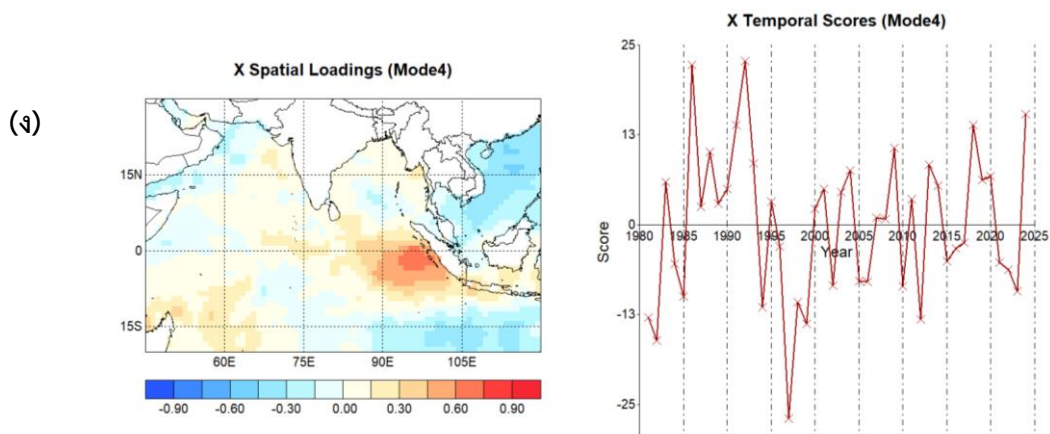 (ง)
X Spatial Loadings (Mode4)
15N
0
15S
60E 75E 90E 105E
-0.90 -0.60 -0.30 0.00 0.30 0.60 0.90
X Temporal Scores (Mode4)
25
13
0
-13
-25
Score
1980 1985 1990 1995 2000 2005 2010 2015 2020 2025
Year